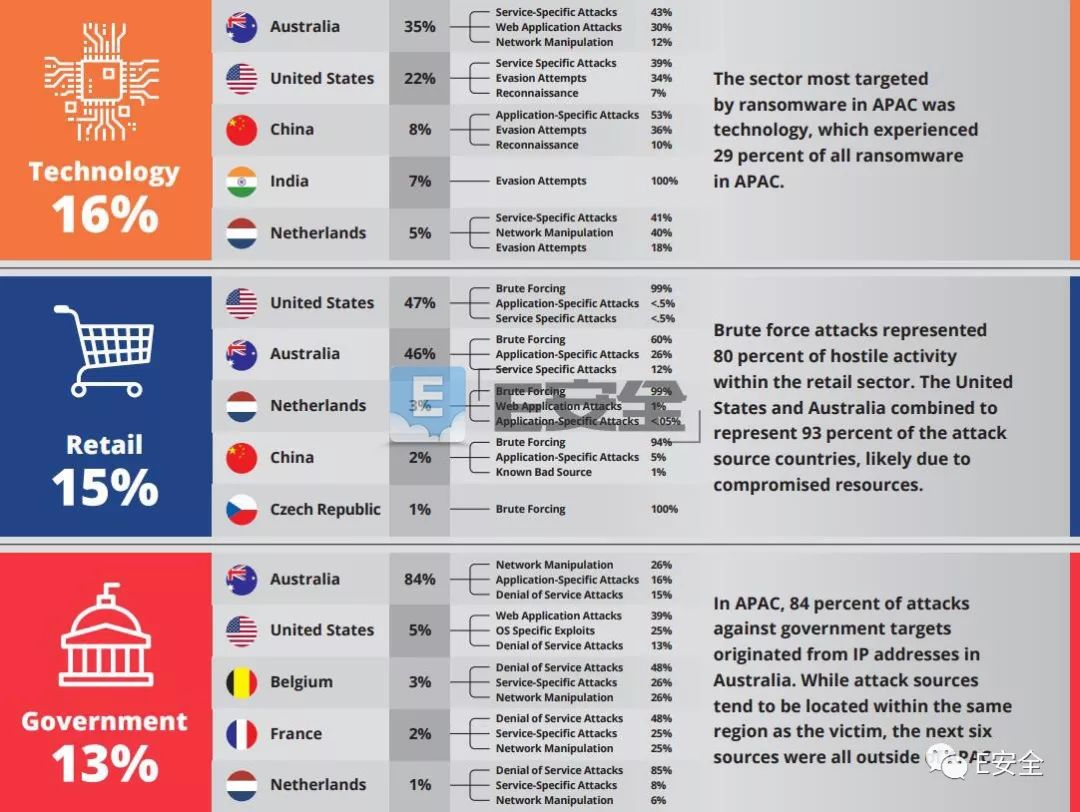 Technology
16%
Australia 35% Service-Specific Attacks 43%
Web Application Attacks 30%
Network Manipulation 12%
United States 22% Service Specific Attacks 39%
Evasion Attempts 34%
Reconnaissance 7%
China 8% Application-Specific Attacks 53%
Evasion Attempts 36%
Reconnaissance 10%
India 7% Evasion Attempts 100%
Netherlands 5% Service-Specific Attacks 41%
Network Manipulation 40%
Evasion Attempts 18%
The sector most targeted
by ransomware in APAC was
technology, which experienced
29 percent of all ransomware
in APAC.
Retail
15%
United States 47% Brute Forcing 99%
Application-Specific Attacks <.5%
Service Specific Attacks <.5%
Australia 46% Brute Forcing 60%
Application-Specific Attacks 26%
Service Specific Attacks 12%
Netherlands 3% Brute Forcing 99%
Web Application Attacks 1%
Application-Specific Attacks <.05%
China 2% Brute Forcing 94%
Application-Specific Attacks 5%
Known Bad Source 1%
Czech Republic 1% Brute Forcing 100%
Brute force attacks represented
80 percent of hostile activity
within the retail sector. The United
States and Australia combined to
represent 93 percent of the attack
source countries, likely due to
compromised resources.
E E安全
Government
13%
Australia 84% Network Manipulation 26%
Application-Specific Attacks 16%
Denial of Service Attacks 15%
United States 5% Web Application Attacks 39%
OS Specific Exploits 25%
Denial of Service Attacks 13%
Belgium 3% Denial of Service Attacks 48%
Service-Specific Attacks 26%
Network Manipulation 26%
France 2% Denial of Service Attacks 48%
Service-Specific Attacks 25%
Network Manipulation 25%
Netherlands 1% Denial of Service Attacks 85%
Service-Specific Attacks 8%
Network Manipulation 6%
In APAC, 84 percent of attacks
against government targets
originated from IP addresses in
Australia. While attack sources
tend to be located within the same
region as the victim, the next six
sources were all outside
E安全